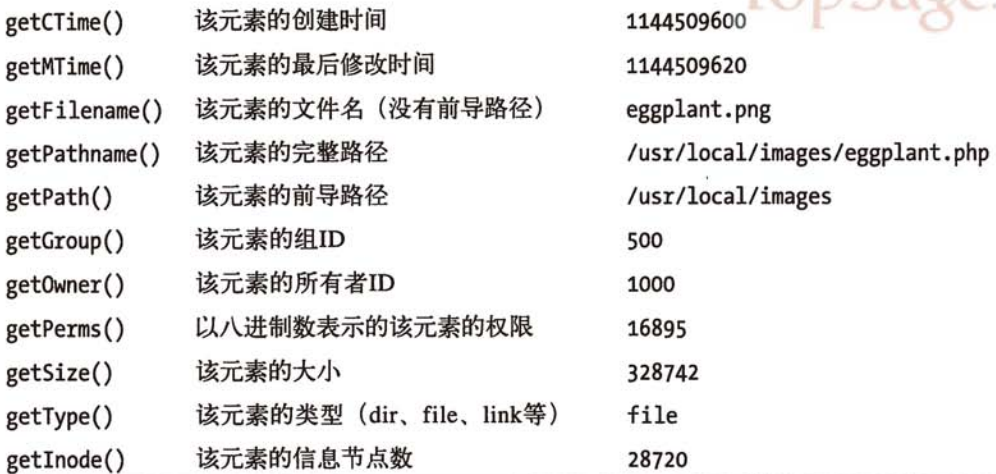 getCTime() 该元素的创建时间 1144509600
getMTime() 该元素的最后修改时间 1144509620
getFilename() 该元素的文件名（没有前导路径） eggplant.png
getPathname() 该元素的完整路径 /usr/local/images/eggplant.php
getPath() 该元素的前导路径 /usr/local/images
getGroup() 该元素的组ID 500
getOwner() 该元素的所有者ID 1000
getPerms() 以八进制数表示的该元素的权限 16895
getSize() 该元素的大小 328742
getType() 该元素的类型（dir、file、link等） file
getInode() 该元素的信息节点数 28720